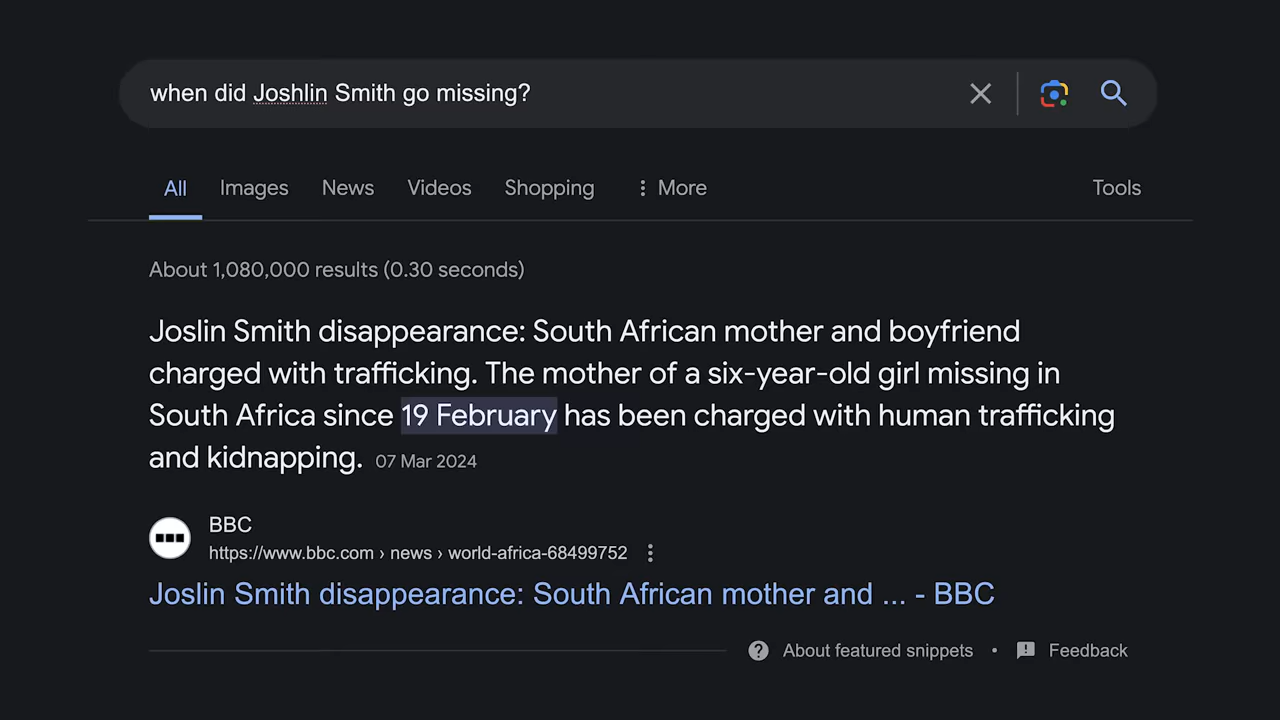 when did Joshlin Smith go missing?
All Images News Videos Shopping More Tools
About 1,080,000 results (0.30 seconds)
Joslin Smith disappearance: South African mother and boyfriend
charged with trafficking. The mother of a six-year-old girl missing in
South Africa since 19 February has been charged with human trafficking
and kidnapping. 07 Mar 2024
BBC
https://www.bbc.com › news › world-africa-68499752
Joslin Smith disappearance: South African mother and ... - BBC
About featured snippets • Feedback